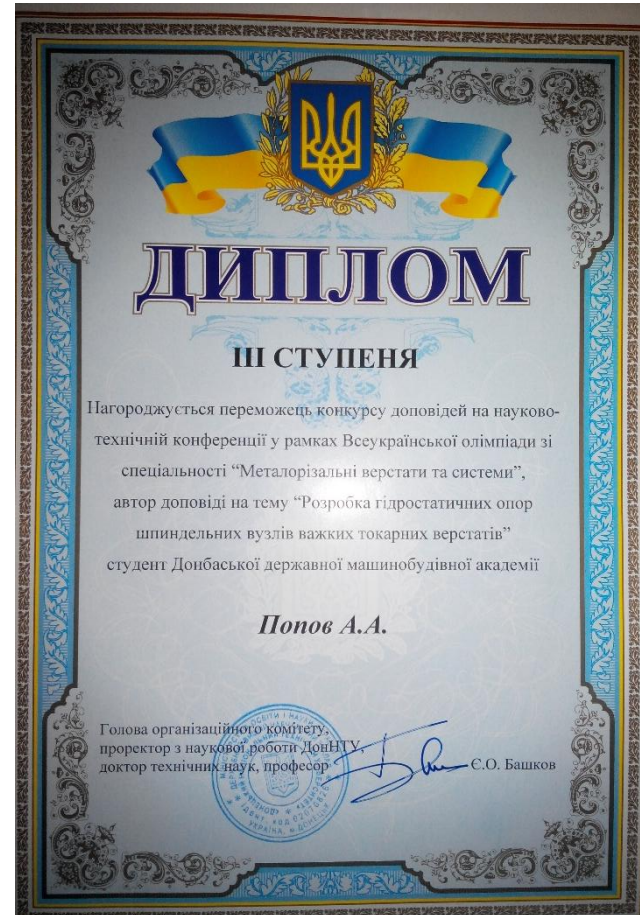 ДИПЛОМ
ІІІ СТУПЕНЯ
Нагороджується переможець конкурсу доповідей на науково-
технічній конференції у рамках Всеукраїнської олімпіади зі
спеціальності “Металорізальні верстати та системи”,
автор доповіді на тему “Розробка гідростатичних опор
шпиндельних вузлів важких токарних верстатів”
студент Донбаської державної машинобудівної академії
Попов А.А.
Голова організаційного комітету,
проректор з наукової роботи ДонНТУ,
доктор технічних наук, професор Є.О. Башков
УКРАЇНА, м.ДОНЕЦЬК